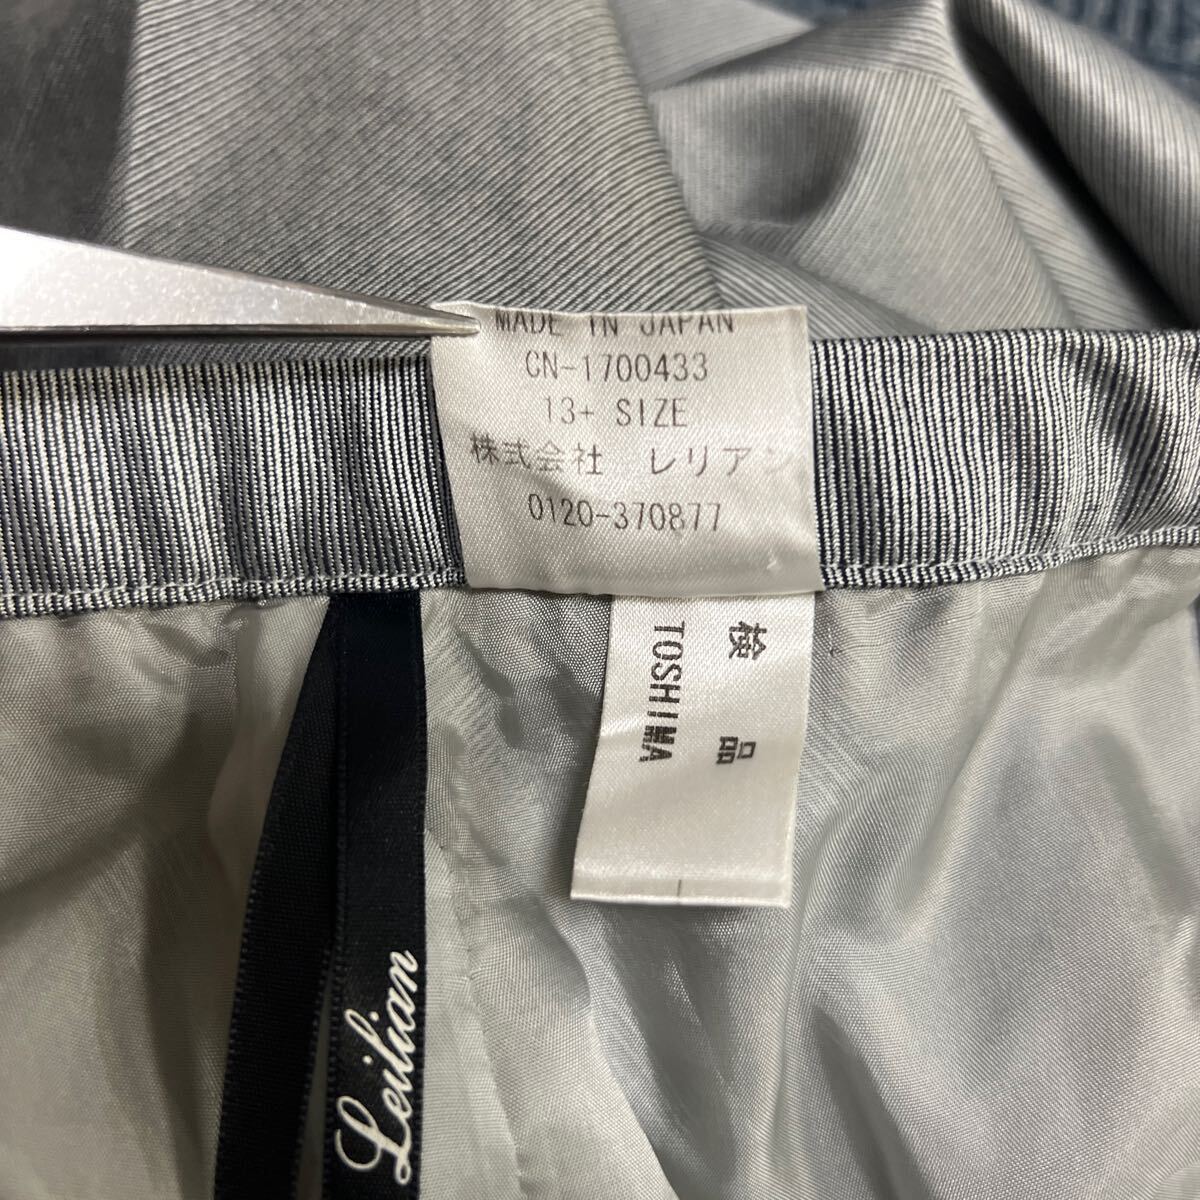 MADE IN JAPAN
CN-1700433
13+ SIZE
株式会社 レリアン
0120-370877
検品
TOSHIMA
Leilian